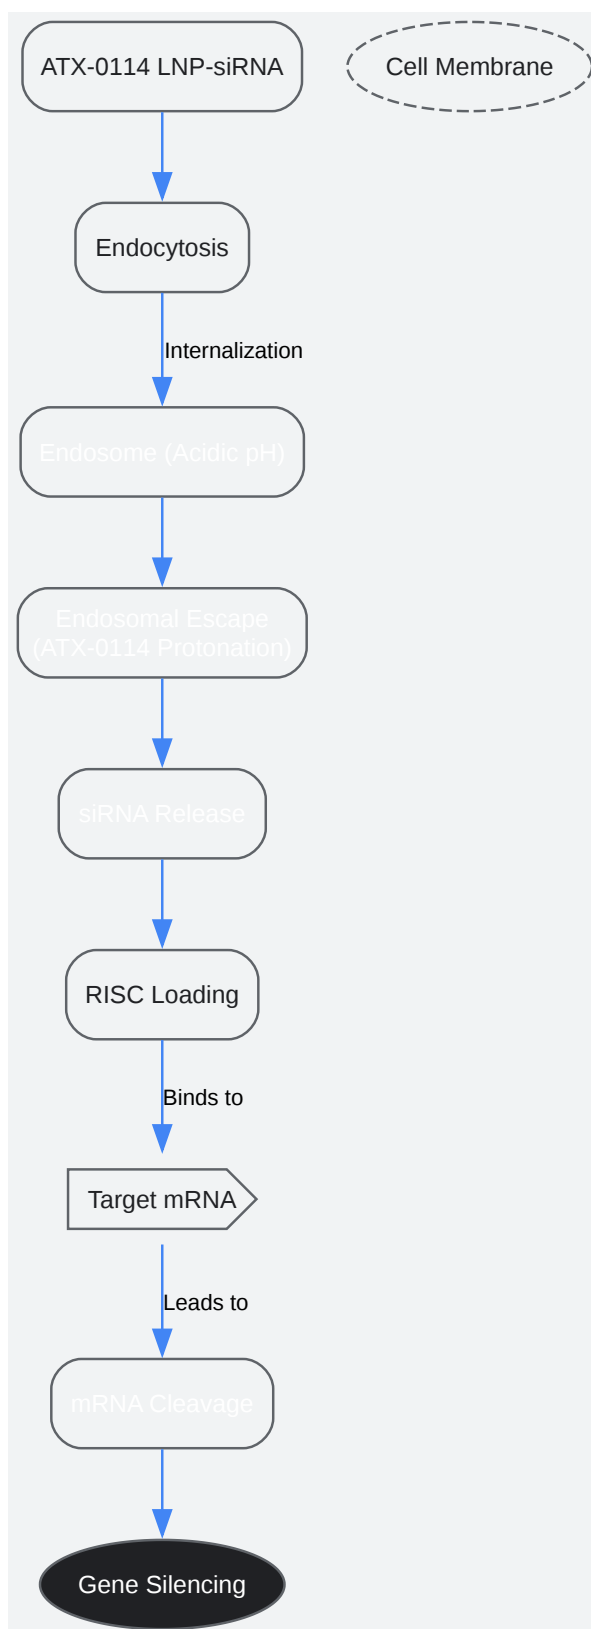 ATX-0114 LNP-siRNA
Cell Membrane
Endocytosis
Internalization
Endosome (Acidic pH)
Endosomal Escape
(ATX-0114 Protonation)
siRNA Release
RISC Loading
Binds to
Target mRNA
Leads to
mRNA Cleavage
Gene Silencing